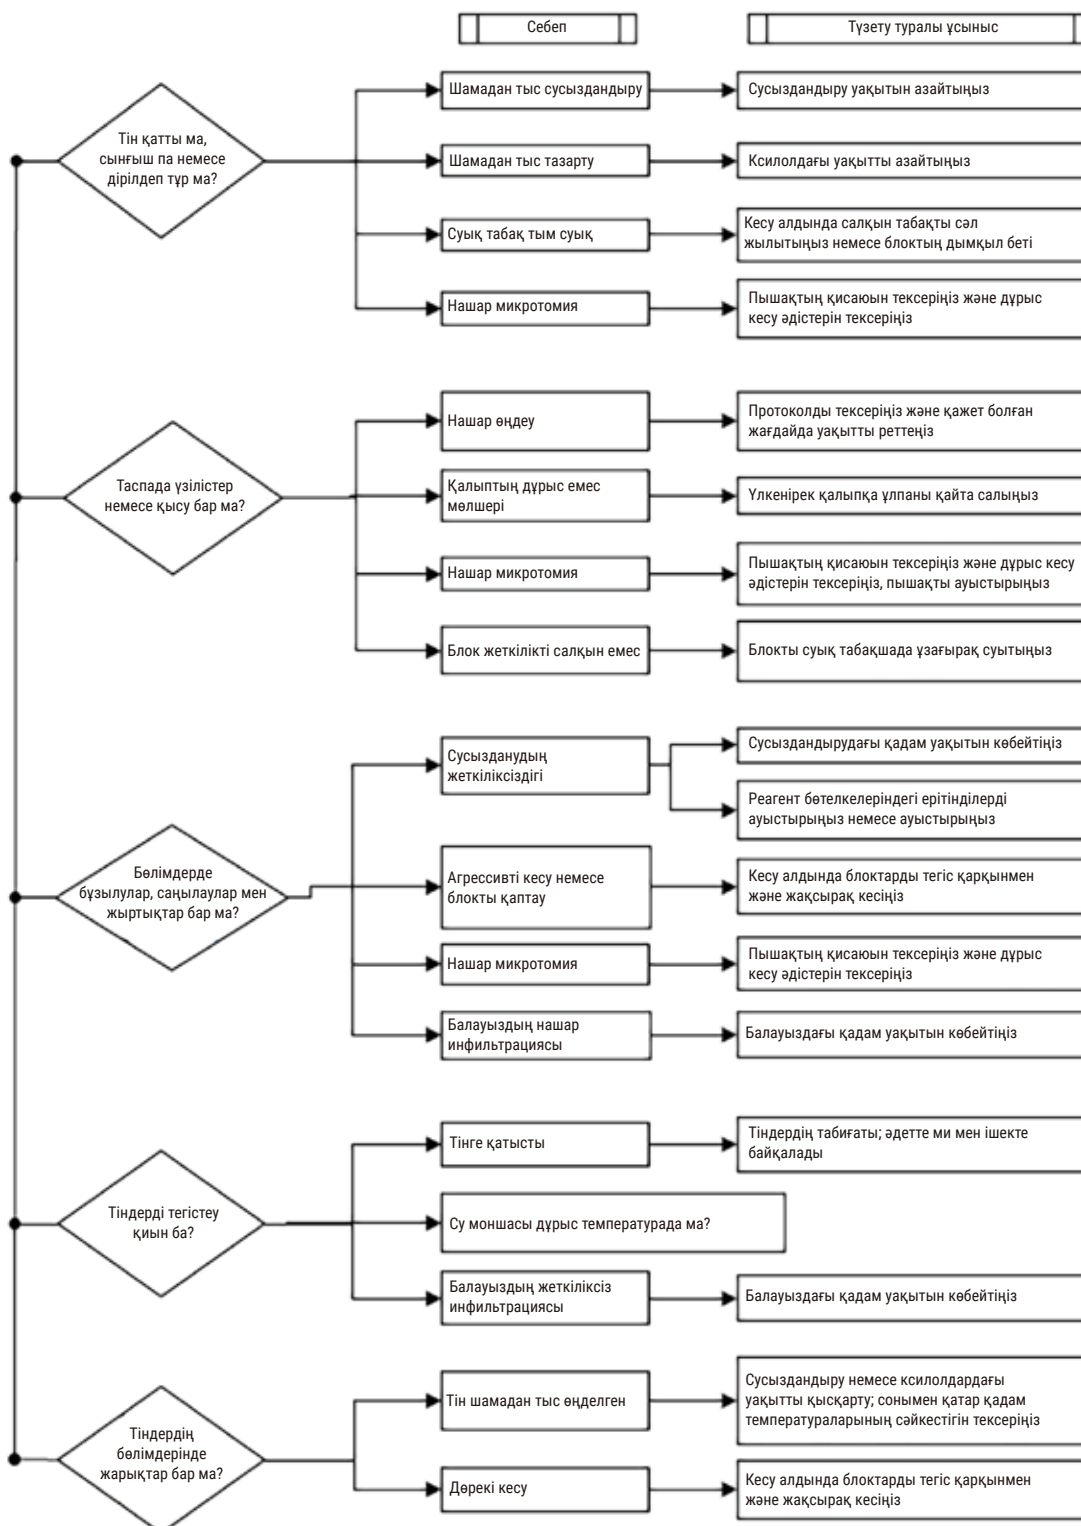 Себеп
Түзету туралы ұсыныс
Тін қатты ма,
сынғыш па немесе
дірілдеп тұр ма?
Шамадан тыс сусыздандыру
Сусыздандыру уақытын азайтыңыз
Шамадан тыс тазарту
Ксилолдағы уақытты азайтыңыз
Суық табақ тым суық
Кесу алдында салқын табақты сәл
жылытыңыз немесе блоктың дымқыл беті
Нашар микротомия
Пышақтың қисаюын тексеріңіз және дұрыс
кесу әдістерін тексеріңіз
Таспада үзілістер
немесе қысу бар ма?
Нашар өңдеу
Протоколды тексеріңіз және қажет болған
жағдайда уақытты реттеңіз
Қалыптың дұрыс емес
мөлшері
Үлкенірек қалыпқа ұлпаны қайта салыңыз
Нашар микротомия
Пышақтың қисаюын тексеріңіз және дұрыс кесу
әдістерін тексеріңіз, пышақты ауыстырыңыз
Блок жеткілікті салқын емес
Блокты суық табақшада ұзағырақ суытыңыз
Бөлімдерде
бұзылулар, саңылаулар мен
жыртықтар бар ма?
Сусызданудың
жеткіліксіздігі
Сусыздандырудағы қадам уақытын көбейтіңіз
Реагент бөтелкелеріндегі ерітінділерді
ауыстырыңыз немесе ауыстырыңыз
Агрессивті кесу немесе
блокты қаптау
Кесу алдында блоктарды тегіс қарқынмен
және жақсырақ кесіңіз
Нашар микротомия
Пышақтың қисаюын тексеріңіз және дұрыс
кесу әдістерін тексеріңіз
Балауыздың нашар
инфильтрациясы
Балауыздағы қадам уақытын көбейтіңіз
Тіндерді тегістеу
қиын ба?
Тінге қатысты
Тіндердің табиғаты; әдетте ми мен ішекте
байқалады
Су моншасы дұрыс температурада ма?
Балауыздың жеткіліксіз
инфильтрациясы
Балауыздағы қадам уақытын көбейтіңіз
Тіндердің
бөлімдерінде
жарықтар бар ма?
Тін шамадан тыс өңделген
Сусыздандыру немесе ксилолдардағы
уақытты қысқарту; сонымен қатар қадам
температураларының сәйкестігін тексеріңіз
Дөрекі кесу
Кесу алдында блоктарды тегіс қарқынмен
және жақсырақ кесіңіз